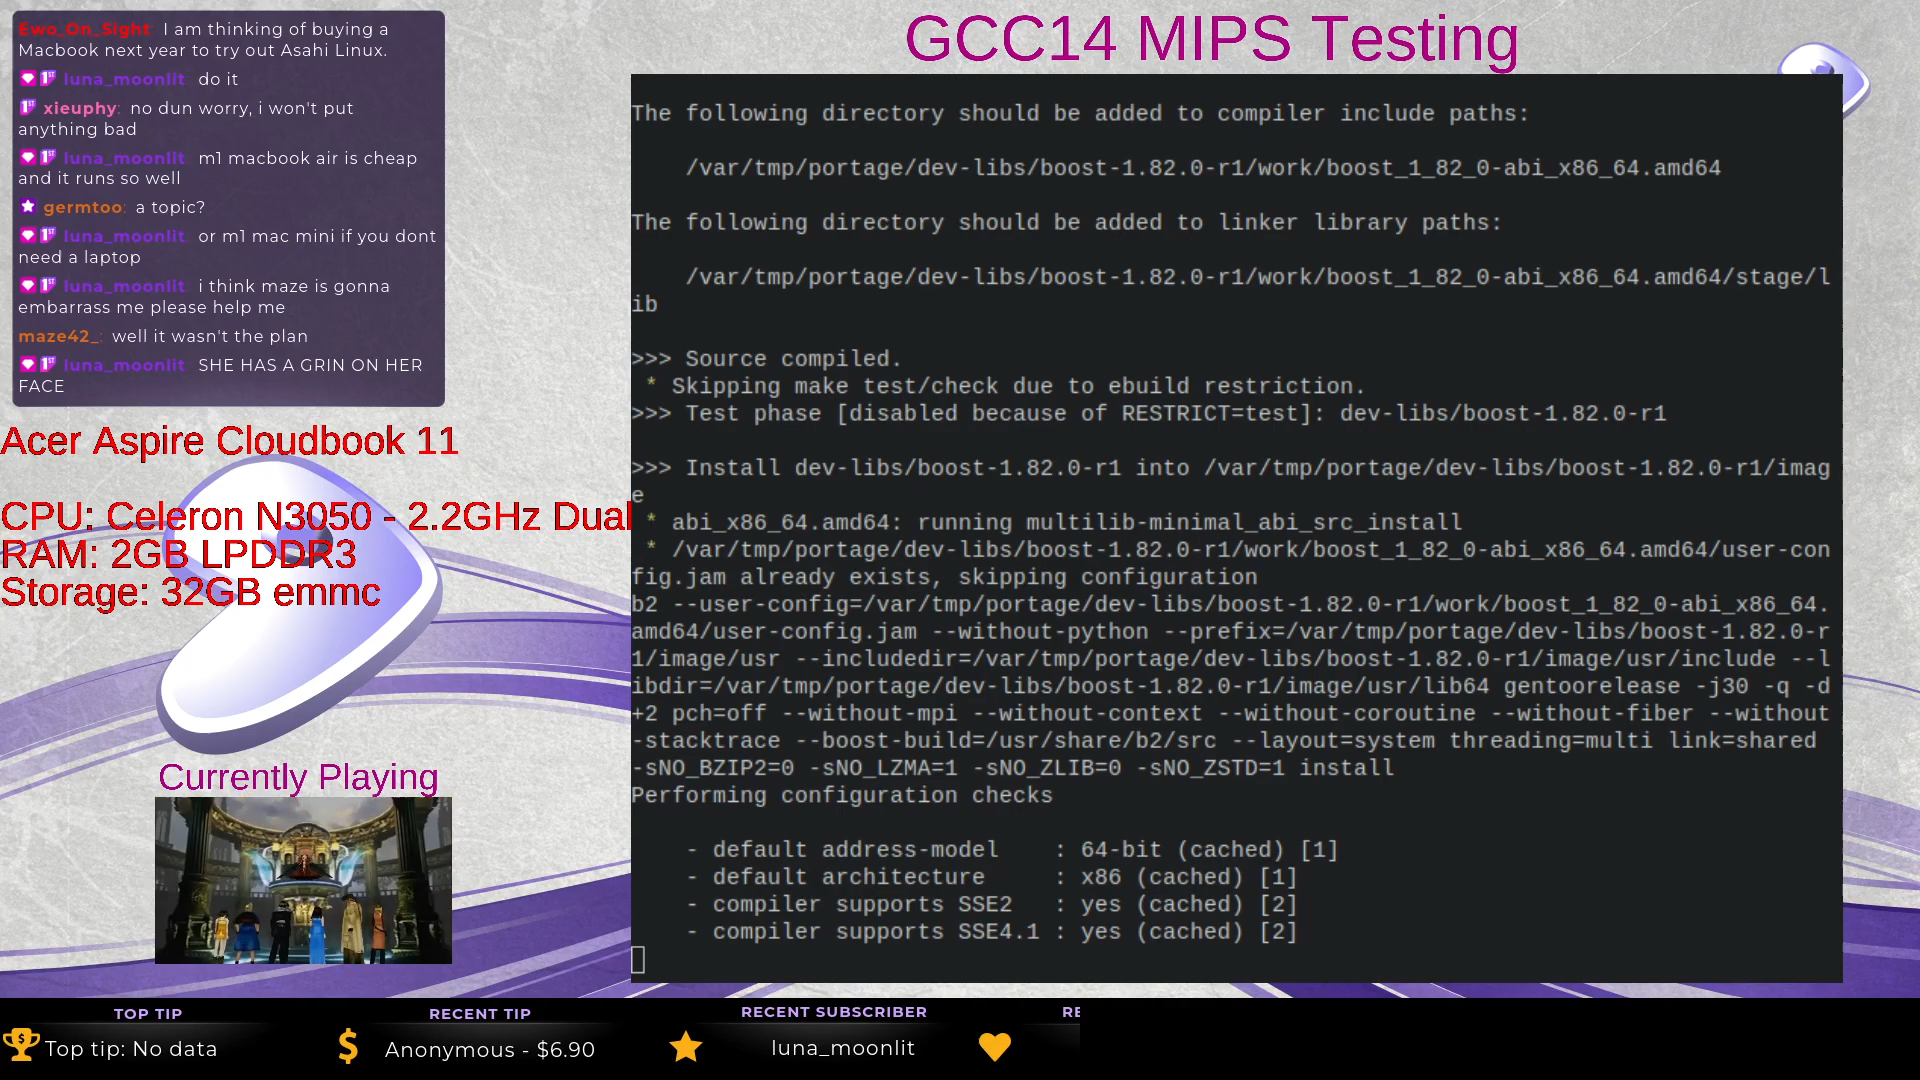 Ewo_On_Sight: I am thinking of buying a
Macbook next year to try out Asahi Linux.
luna_moonlit: do it
xieuphy: no dun worry, i won't put
anything bad
luna_moonlit: m1 macbook air is cheap
and it runs so well
germtoo: a topic?
luna_moonlit: or m1 mac mini if you dont
need a laptop
luna_moonlit: i think maze is gonna
embarrass me please help me
maze42_: well it wasn't the plan
luna_moonlit: SHE HAS A GRIN ON HER
FACE
Acer Aspire Cloudbook 11
CPU: Celeron N3050 - 2.2GHz Dual
RAM: 2GB LPDDR3
Storage: 32GB emmc
Currently Playing
GCC14 MIPS Testing
The following directory should be added to compiler include paths:
/var/tmp/portage/dev-libs/boost-1.82.0-r1/work/boost_1_82_0-abi_x86_64.amd64
The following directory should be added to linker library paths:
/var/tmp/portage/dev-libs/boost-1.82.0-r1/work/boost_1_82_0-abi_x86_64.amd64/stage/l
ib
>>> Source compiled.
* Skipping make test/check due to ebuild restriction.
>>> Test phase [disabled because of RESTRICT=test]: dev-libs/boost-1.82.0-r1
>>> Install dev-libs/boost-1.82.0-r1 into /var/tmp/portage/dev-libs/boost-1.82.0-r1/imag
e
* abi_x86_64.amd64: running multilib-minimal_abi_src_install
* /var/tmp/portage/dev-libs/boost-1.82.0-r1/work/boost_1_82_0-abi_x86_64.amd64/user-con
fig.jam already exists, skipping configuration
b2 --user-config=/var/tmp/portage/dev-libs/boost-1.82.0-r1/work/boost_1_82_0-abi_x86_64.
amd64/user-config.jam --without-python --prefix=/var/tmp/portage/dev-libs/boost-1.82.0-r
1/image/usr --includedir=/var/tmp/portage/dev-libs/boost-1.82.0-r1/image/usr/include --l
ibdir=/var/tmp/portage/dev-libs/boost-1.82.0-r1/image/usr/lib64 gentoorelease -j30 -q -d
+2 pch=off --without-mpi --without-context --without-coroutine --without-fiber --without
-stacktrace --boost-build=/usr/share/b2/src --layout=system threading=multi link=shared
-sNO_BZIP2=0 -sNO_LZMA=1 -sNO_ZLIB=0 -sNO_ZSTD=1 install
Performing configuration checks
- default address-model : 64-bit (cached) [1]
- default architecture : x86 (cached) [1]
- compiler supports SSE2 : yes (cached) [2]
- compiler supports SSE4.1 : yes (cached) [2]
TOP TIP
Top tip: No data
RECENT TIP
Anonymous - $6.90
RECENT SUBSCRIBER
luna_moonlit
RE